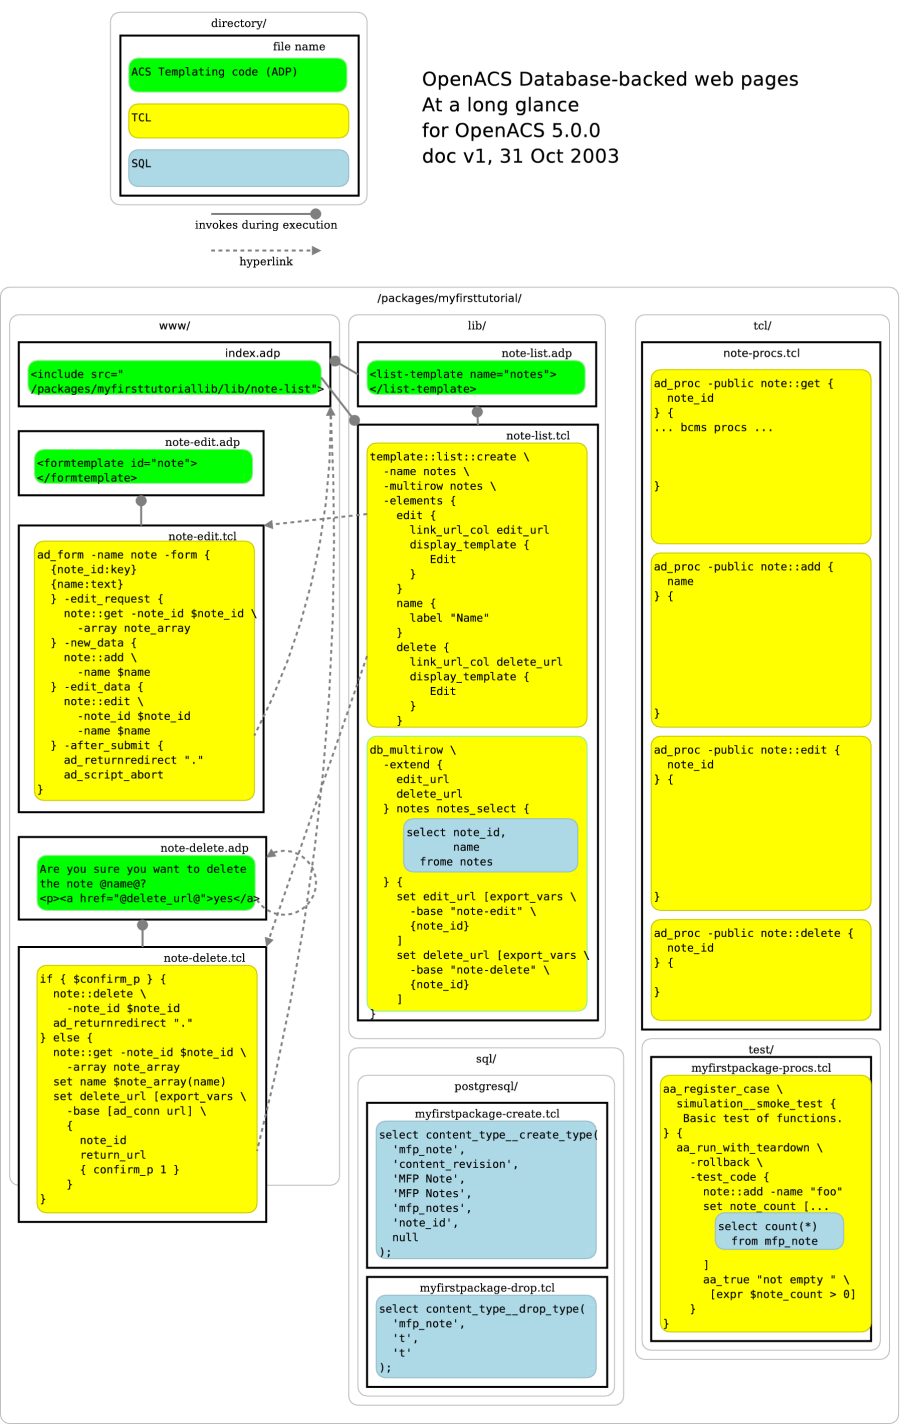 directory/
file name
ACS Templating code (ADP)
TCL
SQL
invokes during execution
hyperlink
OpenACS Database-backed web pages
At a long glance
for OpenACS 5.0.0
doc v1, 31 Oct 2003
/packages/myfirsttutorial/
www/
index.adp
<include src="
/packages/myfirsttutoriallib/lib/note-list">
note-edit.adp
<formtemplate id="note">
</formtemplate>
note-edit.tcl
ad_form -name note -form {
{note_id:key}
{name:text}
} -edit_request {
note::get -note_id $note_id \
-array note_array
} -new_data {
note::add \
-name $name
} -edit_data {
note::edit \
-note_id $note_id
-name $name
} -after_submit {
ad_returnredirect "."
ad_script_abort
}
note-delete.adp
Are you sure you want to delete
the note @name@?
<p><a href="@delete_url@">yes</a>
note-delete.tcl
if { $confirm_p } {
note::delete \
-note_id $note_id
ad_returnredirect "."
} else {
note::get -note_id $note_id \
-array note_array
set name $note_array(name)
set delete_url [export_vars \
-base [ad_conn url] \
{
note_id
return_url
{ confirm_p 1 }
}
}
lib/
note-list.adp
<list-template name="notes">
</list-template>
note-list.tcl
template::list::create \
-name notes \
-multirow notes \
-elements {
edit {
link_url_col edit_url
display_template {
Edit
}
}
name {
label "Name"
}
delete {
link_url_col delete_url
display_template {
Edit
}
}
db_multirow \
-extend {
edit_url
delete_url
} notes notes_select {
select note_id,
name
frome notes
} {
set edit_url [export_vars \
-base "note-edit" \
{note_id}
]
set delete_url [export_vars \
-base "note-delete" \
{note_id}
]
}
sql/
postgresql/
myfirstpackage-create.tcl
select content_type__create_type(
'mfp_note',
'content_revision',
'MFP Note',
'MFP Notes',
'mfp_notes',
'note_id',
null
);
myfirstpackage-drop.tcl
select content_type__drop_type(
'mfp_note',
't',
't'
);
tcl/
note-procs.tcl
ad_proc -public note::get {
note_id
} {
... bcms procs ...
}
ad_proc -public note::add {
name
} {
}
ad_proc -public note::edit {
note_id
} {
}
ad_proc -public note::delete {
note_id
} {
}
test/
myfirstpackage-procs.tcl
aa_register_case \
simulation__smoke_test {
Basic test of functions.
} {
aa_run_with_teardown \
-rollback \
-test_code {
note::add -name "foo"
set note_count [...
select count(*)
from mfp_note
]
aa_true "not empty " \
[expr $note_count > 0]
}
}